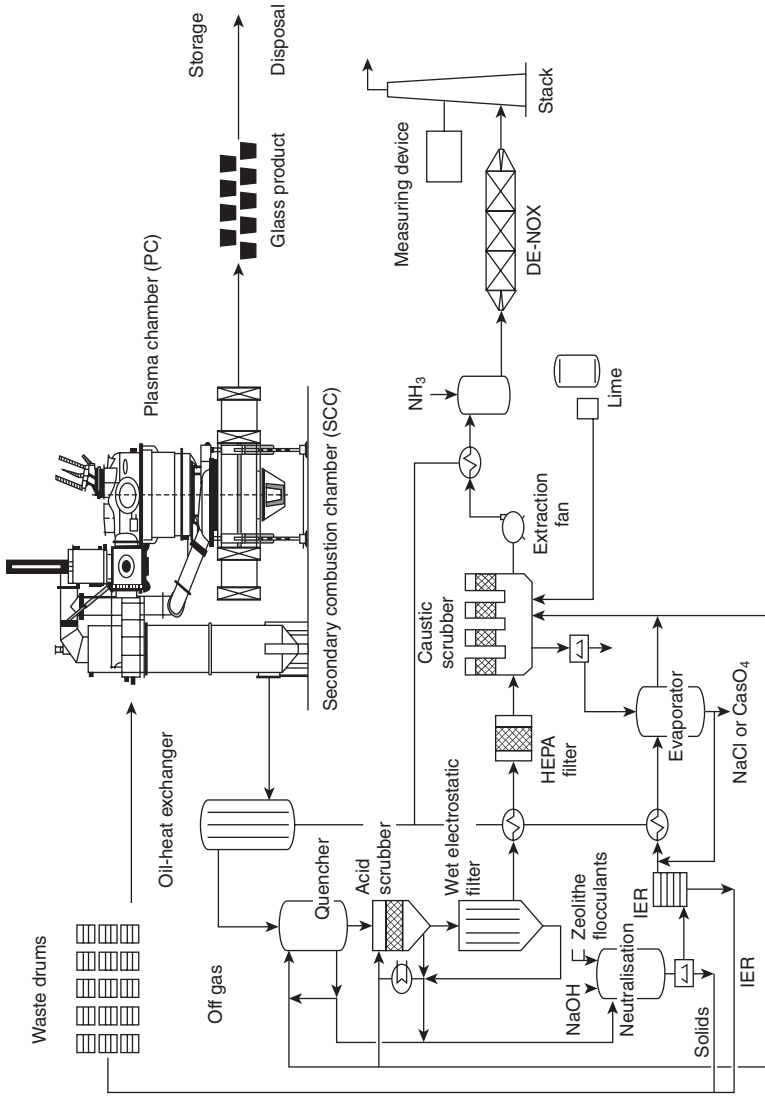 Waste drums
Storage
Disposal
Glass product
Plasma chamber (PC)
Secondary combustion chamber (SCC)
Oil-heat exchanger
Off gas
Quencher
Acid
scrubber
Wet electrostatic
filter
HEPA
filter
Caustic
scrubber
Extraction
fan
NH3
DE-NOX
Measuring device
Stack
Lime
Evaporator
NaCl or CasO4
IER
Zeolithe
flocculants
NaOH
Neutralisation
Solids
IER